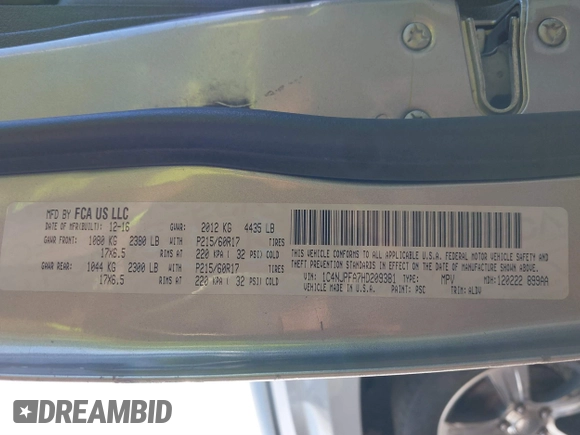 MFD BY FCA US LLC
DATE OF MFR(BUILT): 12-16 GVWR: 2012 KG 4435 LB
GAWR FRONT: 1080 KG 2380 LB WITH P215/60R17 TIRES
17X6.5 RIMS AT 220 KPA( 32 PSI) COLD
GAWR REAR: 1044 KG 2300 LB WITH P215/60R17 TIRES
17X6.5 RIMS AT 220 KPA( 32 PSI) COLD
THIS VEHICLE CONFORMS TO ALL APPLICABLE U.S.A. FEDERAL MOTOR VEHICLE SAFETY AND
THEFT PREVENTION STANDARDS IN EFFECT ON THE DATE OF MANUFACTURE SHOWN ABOVE.
VIN: 1C4NJPFA7HD209381 TYPE: MPV MDH:120222 899AA
VEHICLE MADE IN U.S.A. PAINT: PSC TRIM: ALDV
DREAMBID